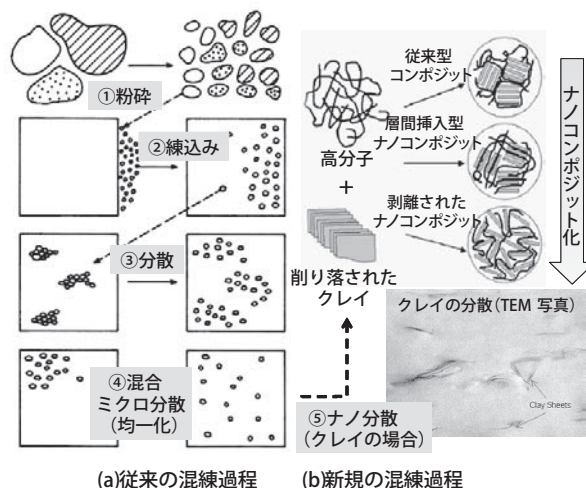 ①粉砕
②練込み
③分散
④混合
ミクロ分散
(均一化)
(a)従来の混練過程
従来型
コンポジット
層間挿入型
ナノコンポジット
高分子
+
剥離された
ナノコンポジット
削り落された
クレイ
ナノコンポジット化
クレイの分散(TEM 写真)
Clay Sheets
⑤ナノ分散
(クレイの場合)
(b)新規の混練過程